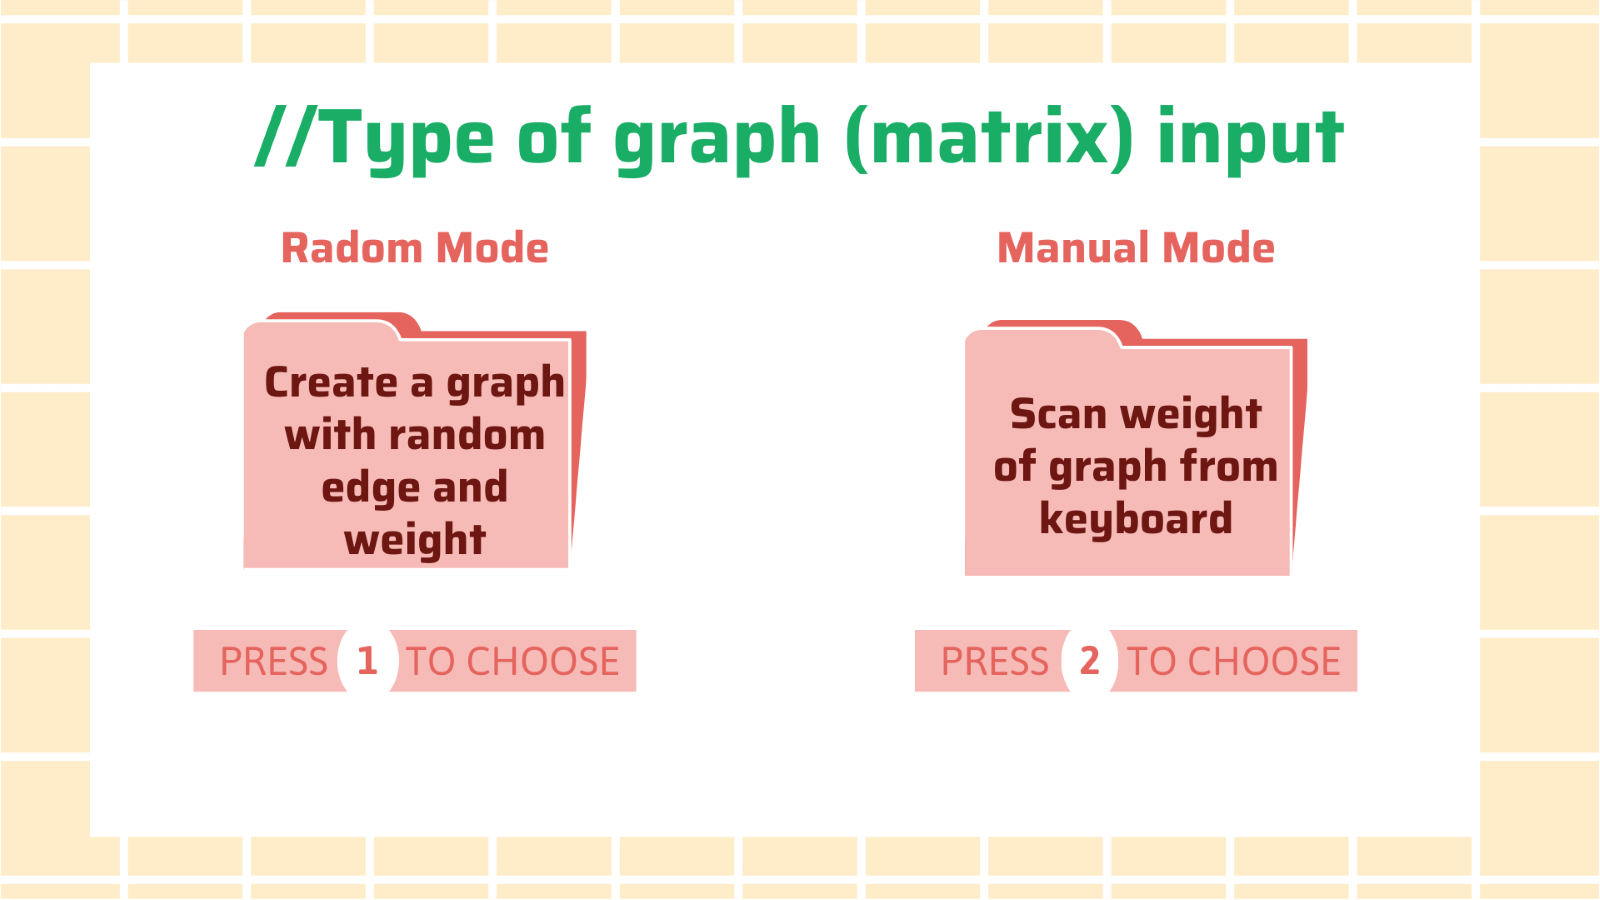 //Type of graph (matrix) input
Radom Mode
Create a graph
with random
edge and
weight
PRESS 1 TO CHOOSE
Manual Mode
Scan weight
of graph from
keyboard
PRESS 2 TO CHOOSE